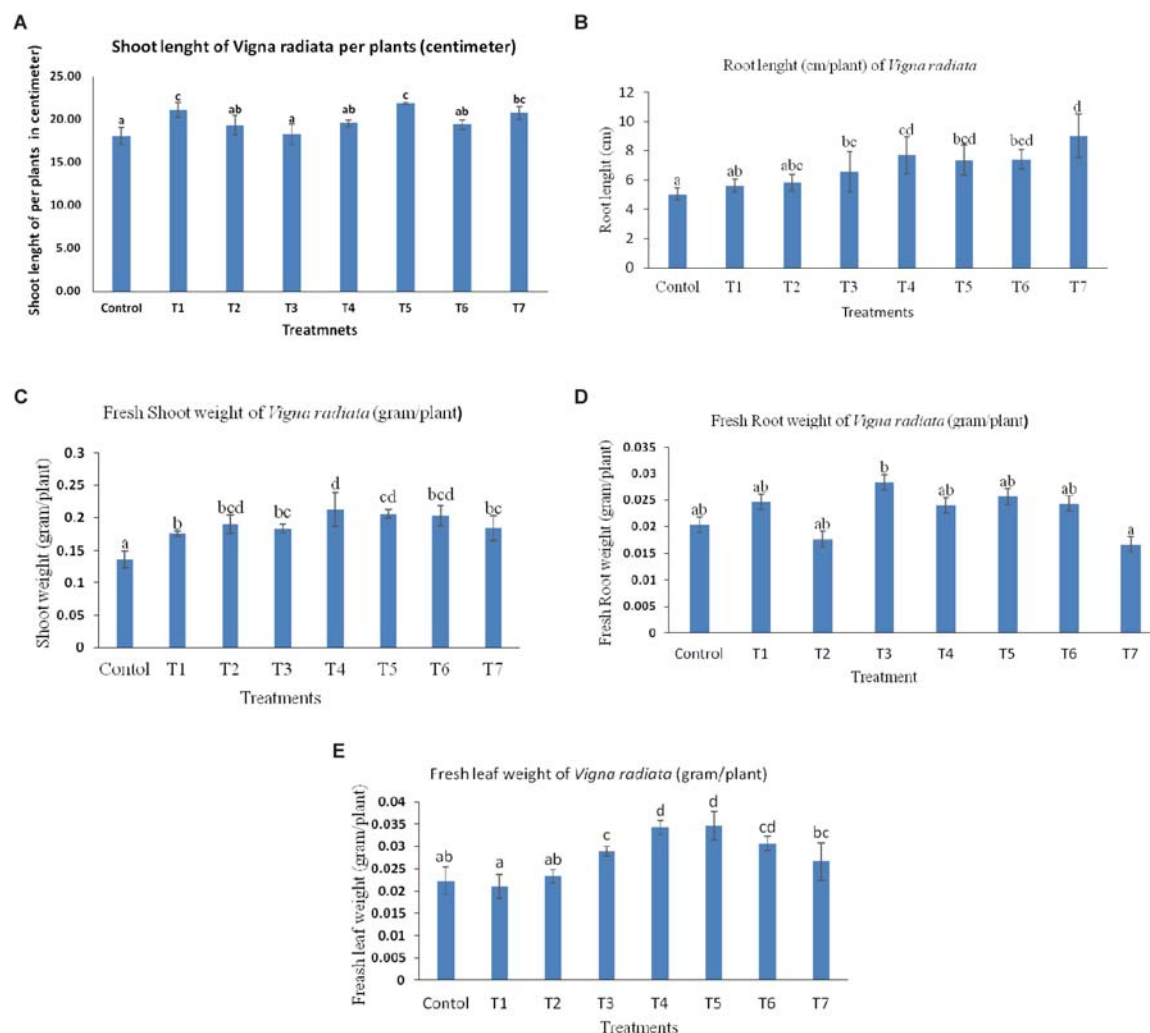 A
Shoot lenght of Vigna radiata per plants (centimeter)
Shoot lenght of per plants in centimeter)
25.00
20.00
15.00
10.00
5.00
0.00
a c ab a ab c ab bc
Control T1 T2 T3 T4 T5 T6 T7
Treatmnets
B
Root lenght (cm/plant) of Vigna radiata
Root lenght (cm)
12
10
8
6
4
2
0
a ab abc bc cd bcd bcd d
Contol T1 T2 T3 T4 T5 T6 T7
Treatments
C
Fresh Shoot weight of Vigna radiata (gram/plant)
Shoot weight (gram/plant)
0.3
0.25
0.2
0.15
0.1
0.05
0
a b bcd bc d cd bcd bc
Contol T1 T2 T3 T4 T5 T6 T7
Treatments
D
Fresh Root weight of Vigna radiata (gram/plant)
Fresh Root weight (gram/plant)
0.035
0.03
0.025
0.02
0.015
0.01
0.005
0
ab ab ab b ab ab ab a
Control T1 T2 T3 T4 T5 T6 T7
Treatment
E
Fresh leaf weight of Vigna radiata (gram/plant)
Freash leaf weight (gram/plant)
0.04
0.035
0.03
0.025
0.02
0.015
0.01
0.005
0
ab a ab c d d cd bc
Contol T1 T2 T3 T4 T5 T6 T7
Treatments